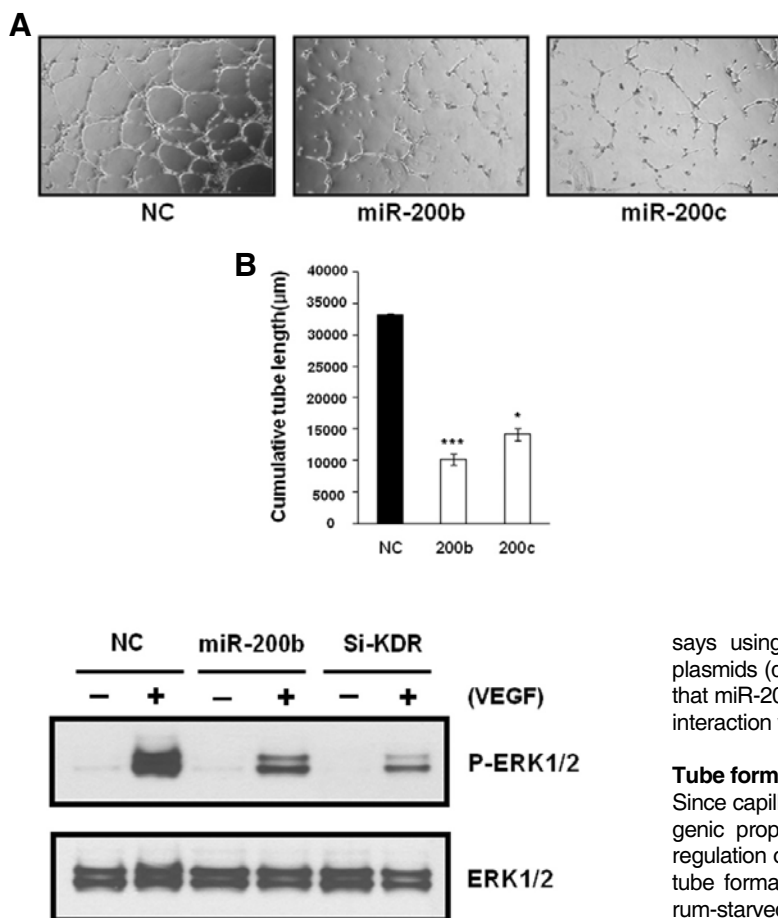 A
NC miR-200b miR-200c
B
Cumulative tube length(µm)
40000
35000
30000
25000
20000
15000
10000
5000
0
***
*
NC 200b 200c
NC miR-200b Si-KDR
− + − + − + (VEGF)
P-ERK1/2
ERK1/2
says using
plasmids (
that miR-20
interaction
Tube form
Since capill
genic prop
regulation
tube forma
rum-starved